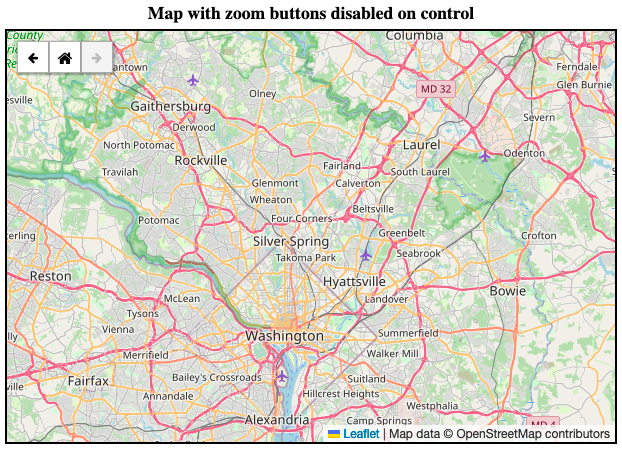 Map with zoom buttons disabled on control
County
Columbia
antown
Ferndale
Glen Burnie
MD 32
esville
Olney
Gaithersburg
Severn
Derwood
North Potomac
Laurel
Odenton
Rockville
Fairland
Travilah
South Laurel
Glenmont
Calverton
Wheaton
Beltsville
Potomac
Four Corners
Greenbelt
erling
Crofton
Silver Spring
Takoma Park
Seabrook
Reston
Hyattsville
Bowie
McLean
Landover
Tysons
Vienna
Washington
Summerfield
Merrifield
Walker Mill
Fairfax
Bailey's Crossroads
Suitland
ville
Annandale
Hillcrest Heights
Westphalia
Alexandria
Camp Springs
MD 4
Leaflet | Map data © OpenStreetMap contributors